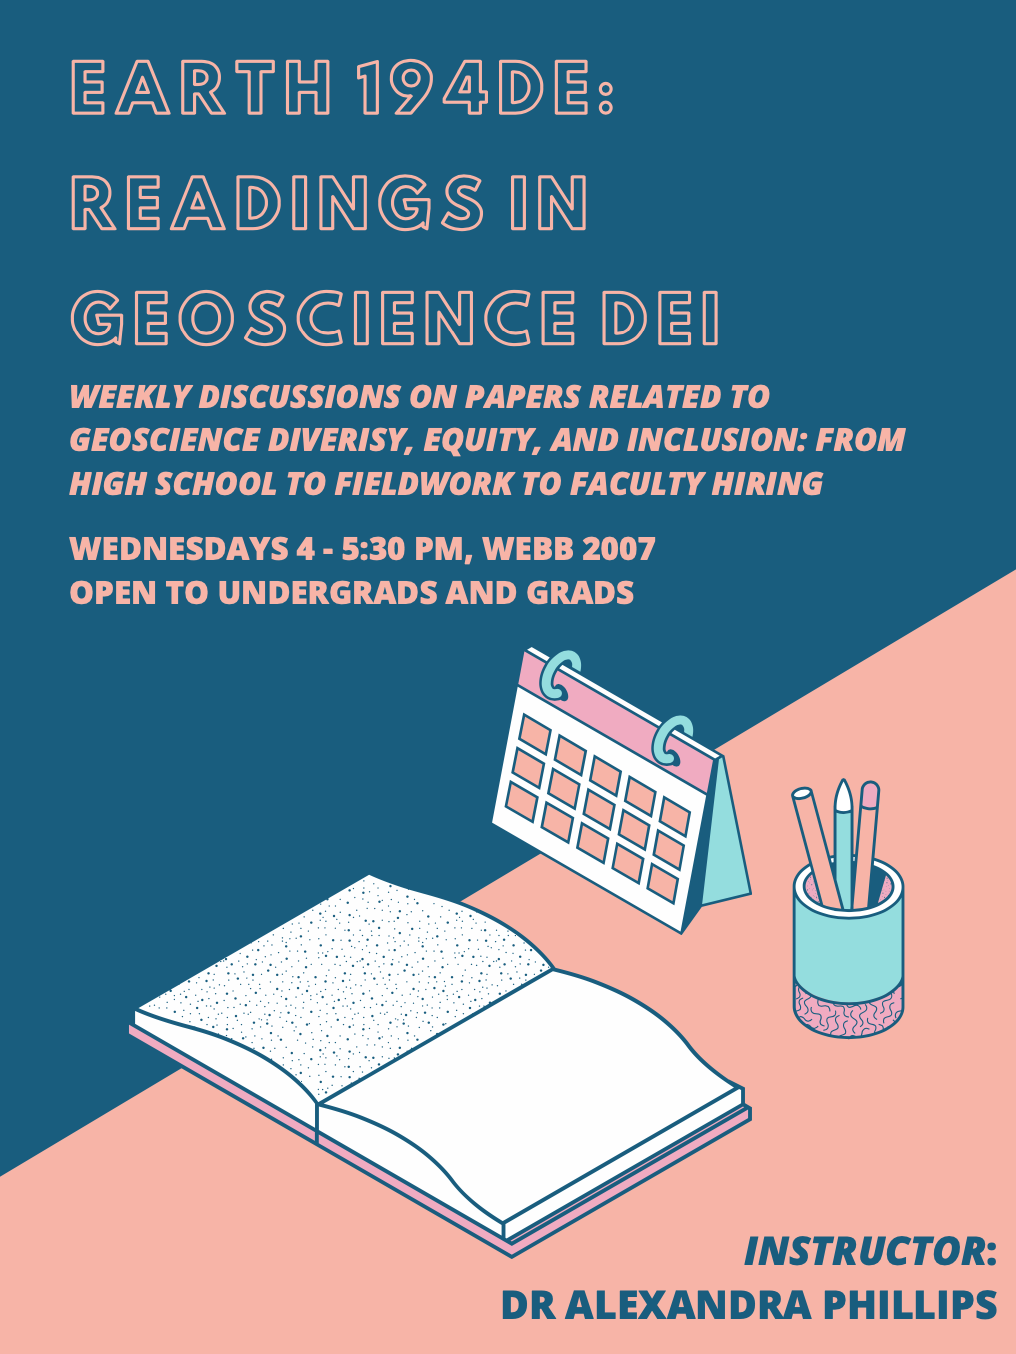 EARTH 194DE:
READINGS IN
GEOSCIENCE DEI
WEEKLY DISCUSSIONS ON PAPERS RELATED TO
GEOSCIENCE DIVERISY, EQUITY, AND INCLUSION: FROM
HIGH SCHOOL TO FIELDWORK TO FACULTY HIRING
WEDNESDAYS 4 - 5:30 PM, WEBB 2007
OPEN TO UNDERGRADS AND GRADS
INSTRUCTOR:
DR ALEXANDRA PHILLIPS